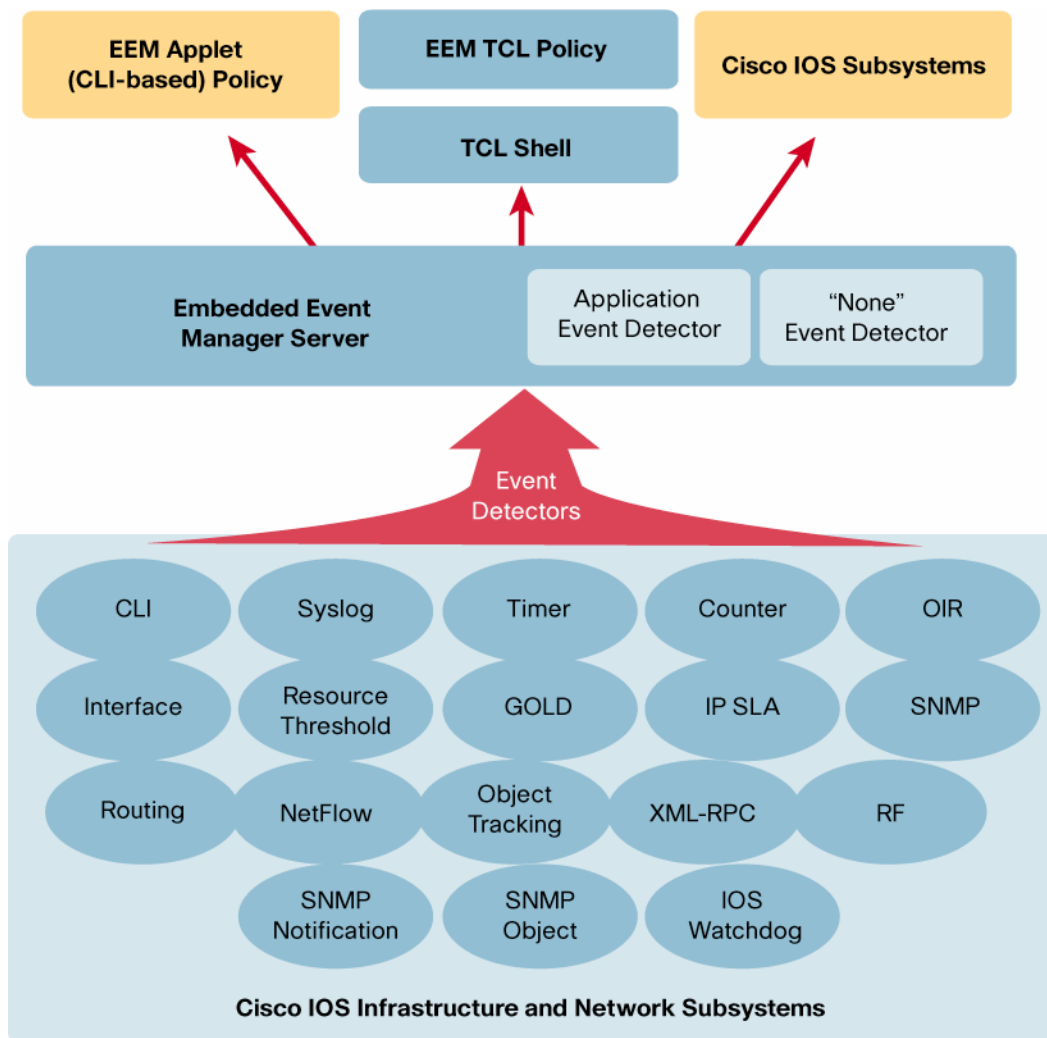 EEM Applet
(CLI-based) Policy
EEM TCL Policy
TCL Shell
Cisco IOS Subsystems
Embedded Event
Manager Server
Application
Event Detector
“None”
Event Detector
Event
Detectors
CLI
Syslog
Timer
Counter
OIR
Interface
Resource
Threshold
GOLD
IP SLA
SNMP
Routing
NetFlow
Object
Tracking
XML-RPC
RF
SNMP
Notification
SNMP
Object
IOS
Watchdog
Cisco IOS Infrastructure and Network Subsystems